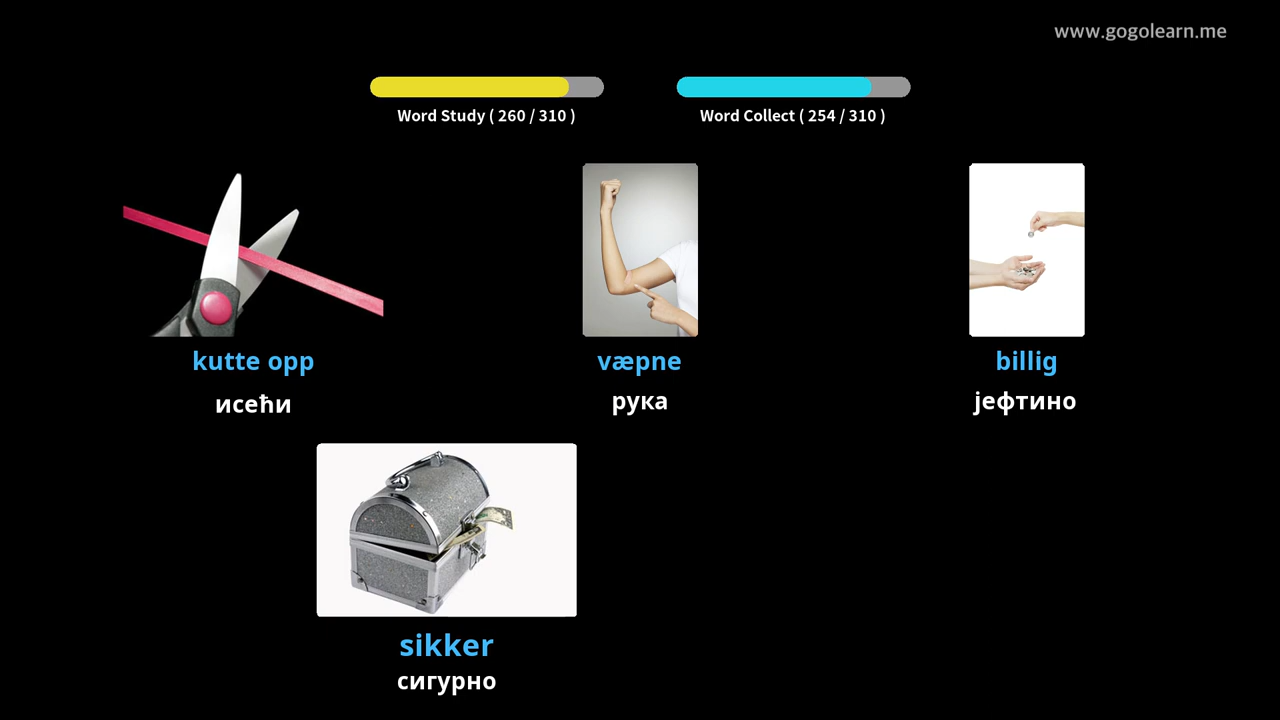 www.gogolearn.me
Word Study ( 260 / 310 )
Word Collect ( 254 / 310 )
kutte opp
исећи
væpne
рука
billig
јефтино
sikker
сигурно